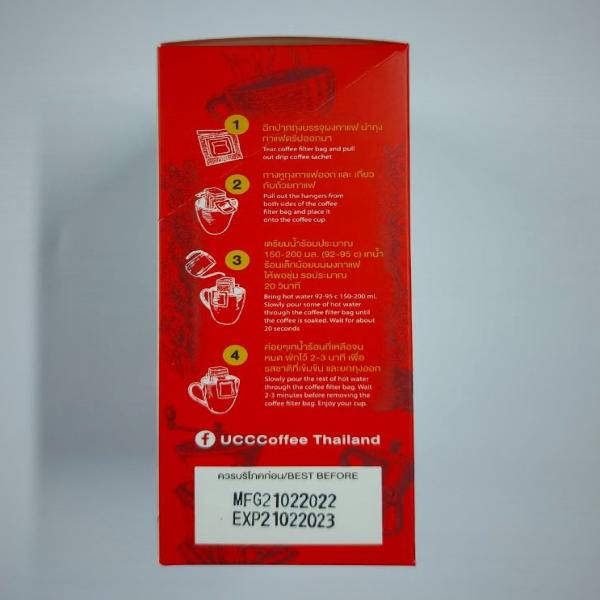 1
ฉีกปากถุงบรรจุผงกาแฟ นำถุง
กาแฟดริปออกมา
Tear coffee filter bag and pull
out drip coffee sachet
2
กางหูถุงกาแฟออก และ เกี่ยว
กับถ้วยกาแฟ
Pull out the hangers from
both sides of the coffee
filter bag and place it
onto the coffee cup
3
เตรียมน้ำร้อนประมาณ
150-200 มล. (92-95 c) เทน้ำ
ร้อนเล็กน้อยบนผงกาแฟ
ให้พอชุ่ม รอประมาณ
20 วินาที
Bring hot water 92-95 c 150-200 ml.
Slowly pour some of hot water
through the coffee filter bag until
the coffee is soaked. Wait for about
20 seconds
4
ค่อยๆเทน้ำร้อนที่เหลือจน
หมด พักไว้ 2-3 นาที เพื่อ
รสชาติที่เข้มข้น และยกถุงออก
Slowly pour the rest of hot water
through the coffee filter bag. Wait
2-3 minutes before removing the
coffee filter bag. Enjoy your cup.
f UCCCoffee Thailand
ควรบริโภคก่อน/BEST BEFORE
MFG21022022
EXP21022023